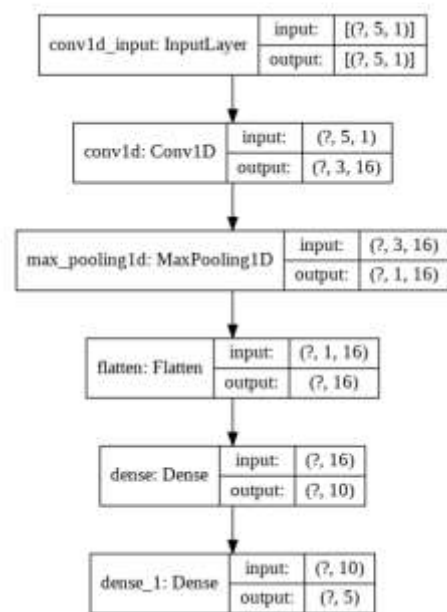 conv1d_input: InputLayer
input: [(?, 5, 1)]
output: [(?, 5, 1)]
conv1d: Conv1D
input: (?, 5, 1)
output: (?, 3, 16)
max_pooling1d: MaxPooling1D
input: (?, 3, 16)
output: (?, 1, 16)
flatten: Flatten
input: (?, 1, 16)
output: (?, 16)
dense: Dense
input: (?, 16)
output: (?, 10)
dense_1: Dense
input: (?, 10)
output: (?, 5)